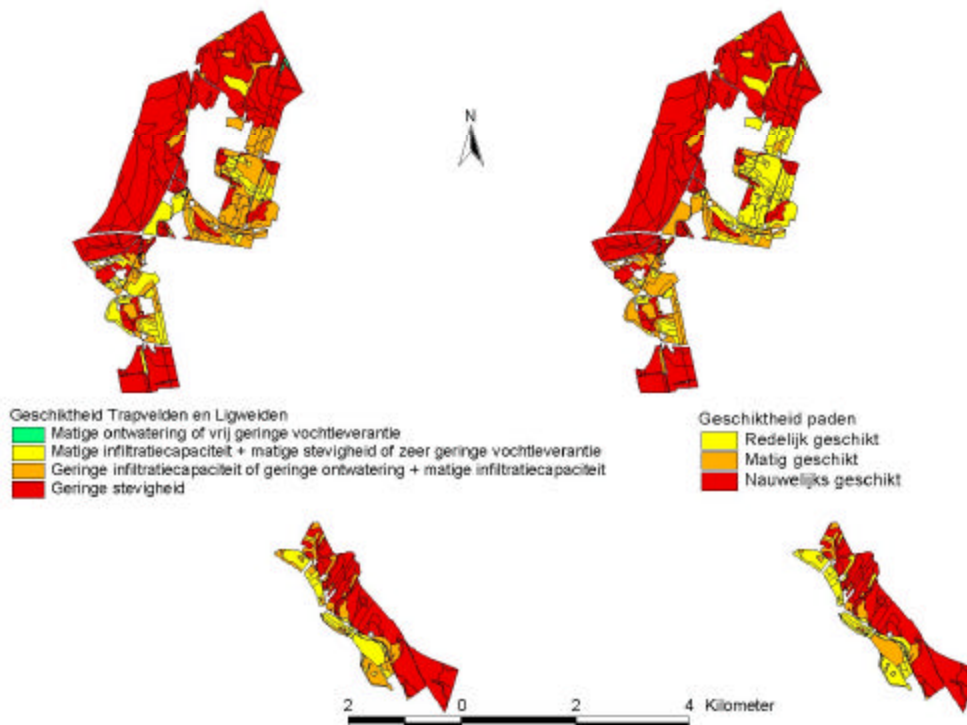 N
Geschiktheid Trapvelden en Ligweiden
Matige ontwatering of vrij geringe vochtleverantie
Matige infiltratiecapaciteit + matige stevigheid of zeer geringe vochtleverantie
Geringe infiltratiecapaciteit of geringe ontwatering + matige infiltratiecapaciteit
Geringe stevigheid
Geschiktheid paden
Redelijk geschikt
Matig geschikt
Nauwelijks geschikt
2 0 2 4 Kilometer